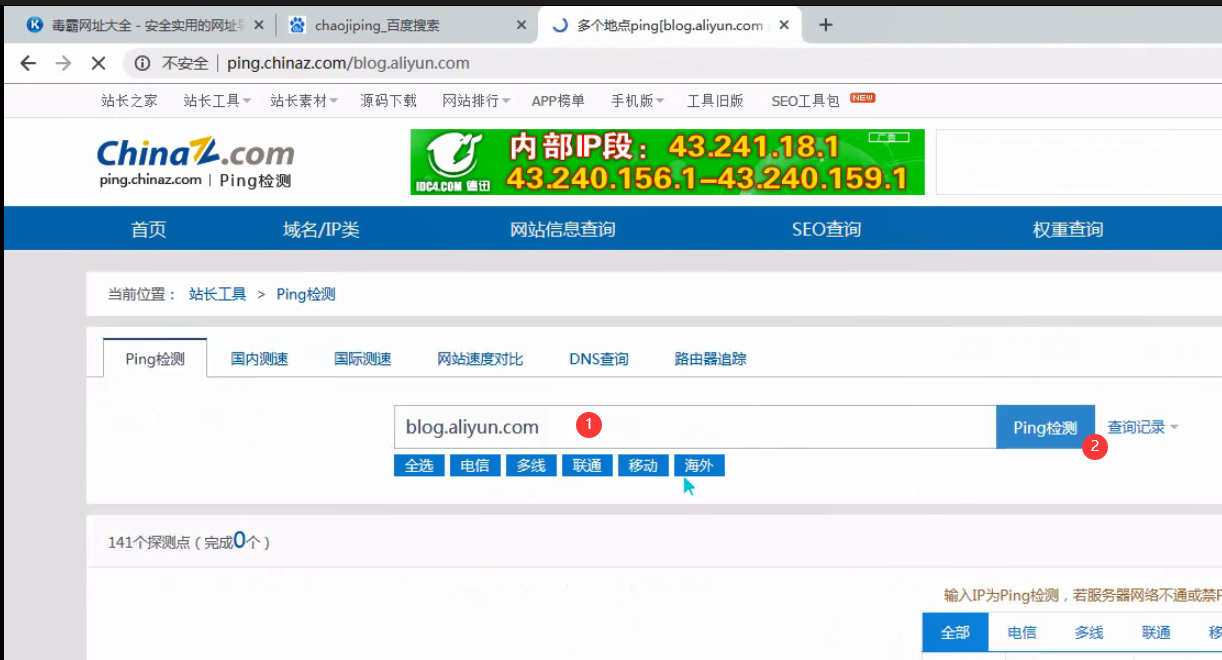 毒霸网址大全 - 安全实用的网址导
chaojiping_百度搜索
多个地点ping[blog.aliyun.com
不安全 | ping.chinaz.com/blog.aliyun.com
站长之家 站长工具 站长素材 源码下载 网站排行 APP榜单 手机版 工具旧版 SEO工具包 NEW
ChinaZ.com
ping.chinaz.com | Ping检测
广告
内部IP段：43.241.18.1
43.240.156.1-43.240.159.1
IDC4.COM 德讯
首页 域名/IP类 网站信息查询 SEO查询 权重查询
当前位置： 站长工具 > Ping检测
Ping检测 国内测速 国际测速 网站速度对比 DNS查询 路由器追踪
blog.aliyun.com 1 Ping检测 查询记录
2
全选 电信 多线 联通 移动 海外
141个探测点 ( 完成0个 )
输入IP为Ping检测，若服务器网络不通或禁P
全部 电信 多线 联通 移